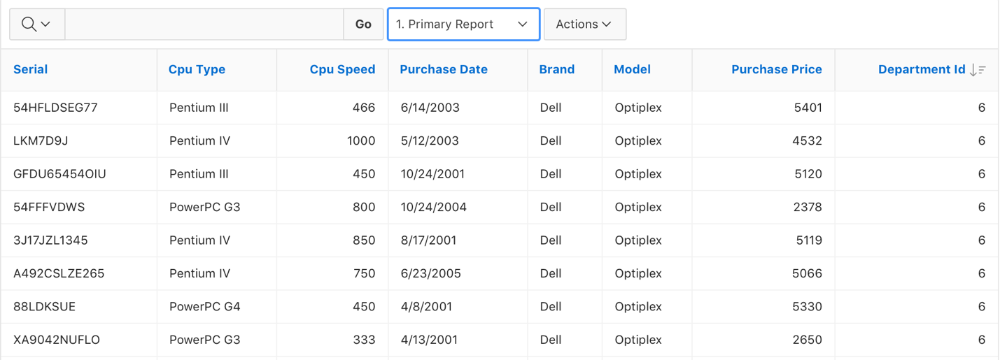 Go 1. Primary Report Actions
Serial Cpu Type Cpu Speed Purchase Date Brand Model Purchase Price Department Id
54HFLDSEG77 Pentium III 466 6/14/2003 Dell Optiplex 5401 6
LKM7D9J Pentium IV 1000 5/12/2003 Dell Optiplex 4532 6
GFDU65454OIU Pentium III 450 10/24/2001 Dell Optiplex 5120 6
54FFFVDWS PowerPC G3 800 10/24/2004 Dell Optiplex 2378 6
3J17JZL1345 Pentium IV 850 8/17/2001 Dell Optiplex 5119 6
A492CSLZE265 Pentium IV 750 6/23/2005 Dell Optiplex 5066 6
88LDKSUE PowerPC G4 450 4/8/2001 Dell Optiplex 5330 6
XA9042NUFLO PowerPC G3 333 4/13/2001 Dell Optiplex 2650 6